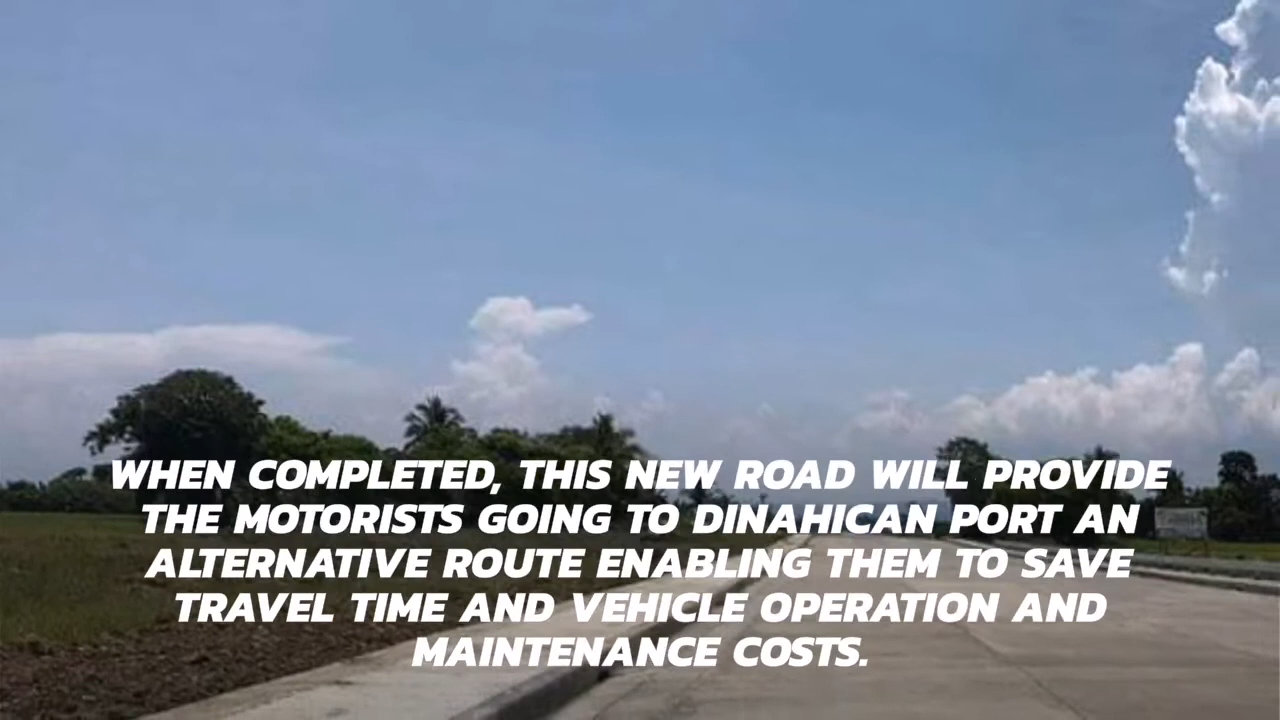 WHEN COMPLETED, THIS NEW ROAD WILL PROVIDE
THE MOTORISTS GOING TO DINAHICAN PORT AN
ALTERNATIVE ROUTE ENABLING THEM TO SAVE
TRAVEL TIME AND VEHICLE OPERATION AND
MAINTENANCE COSTS.